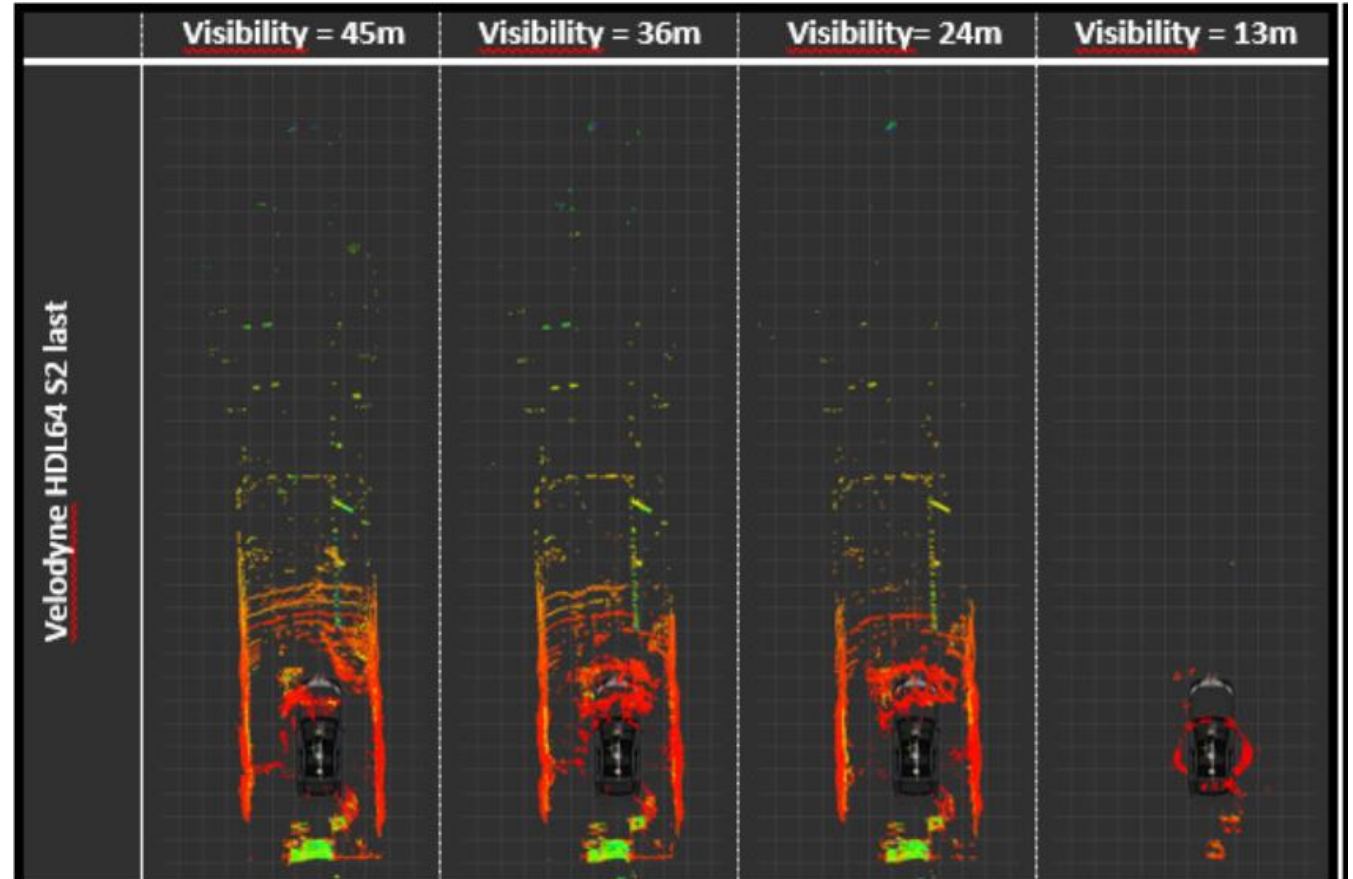 Visibility = 45m
Visibility = 36m
Visibility= 24m
Visibility = 13m
Velodyne HDL64 S2 last